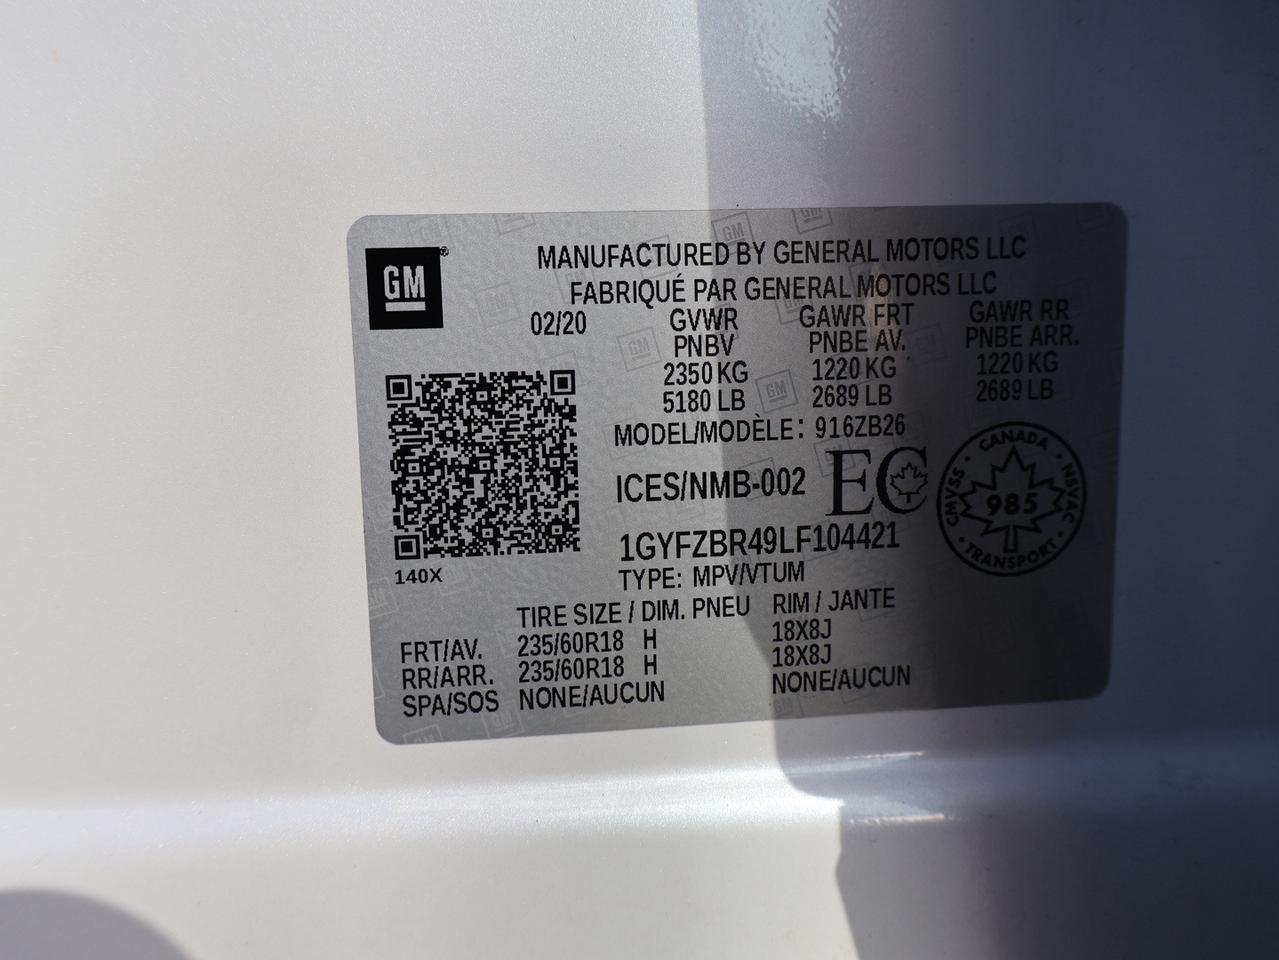 GM®
MANUFACTURED BY GENERAL MOTORS LLC
FABRIQUÉ PAR GENERAL MOTORS LLC
02/20 GVWR GAWR FRT GAWR RR
PNBV PNBE AV. PNBE ARR.
2350 KG 1220 KG 1220 KG
5180 LB 2689 LB 2689 LB
MODEL/MODÈLE: 916ZB26
ICES/NMB-002 EC
CANADA
CMVSS 985 NSVAC
TRANSPORT
1GYFZBR49LF104421
140X
TYPE: MPV/VTUM
TIRE SIZE / DIM. PNEU RIM / JANTE
FRT/AV. 235/60R18 H 18X8J
RR/ARR. 235/60R18 H 18X8J
SPA/SOS NONE/AUCUN NONE/AUCUN